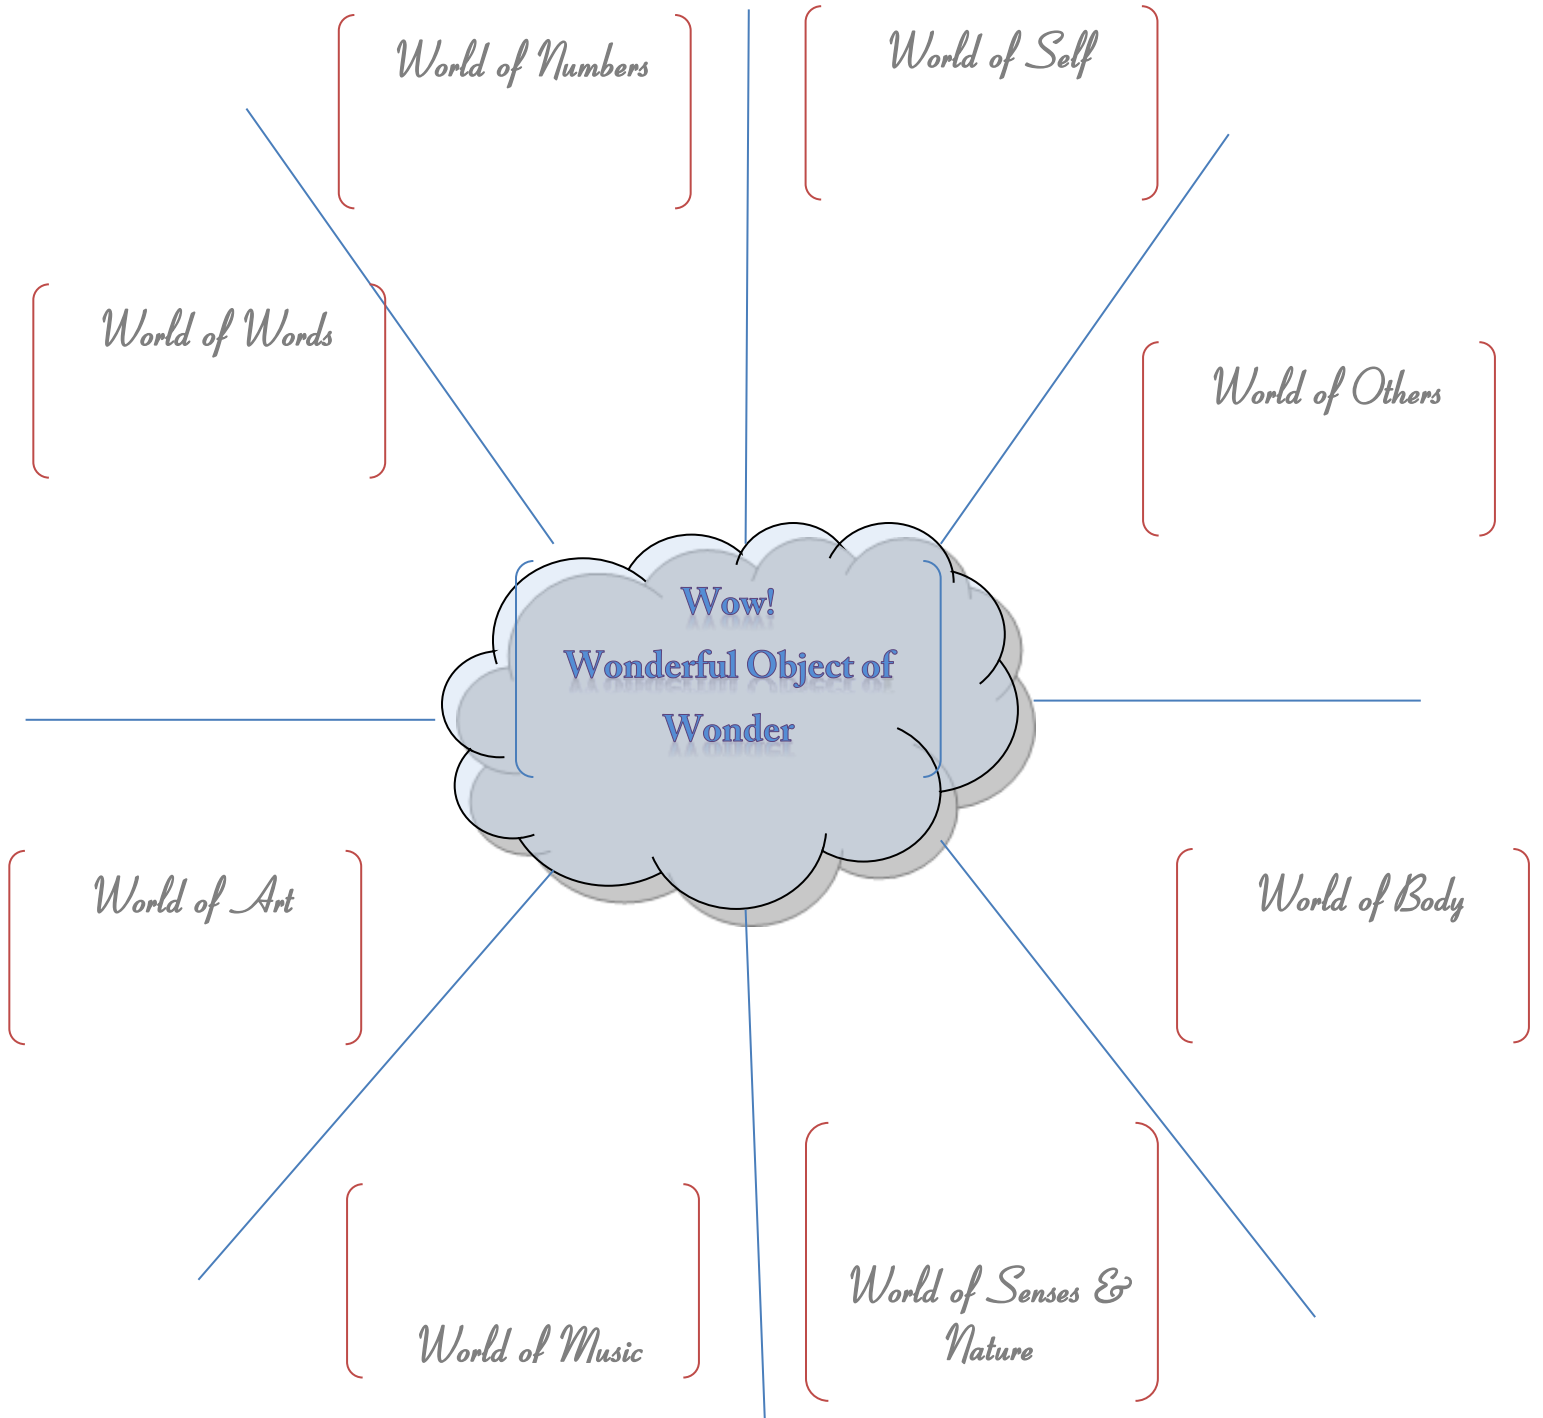 World of Numbers
World of Self
World of Words
World of Others
Wow!
Wonderful Object of
Wonder
World of Art
World of Body
World of Music
World of Senses &
Nature